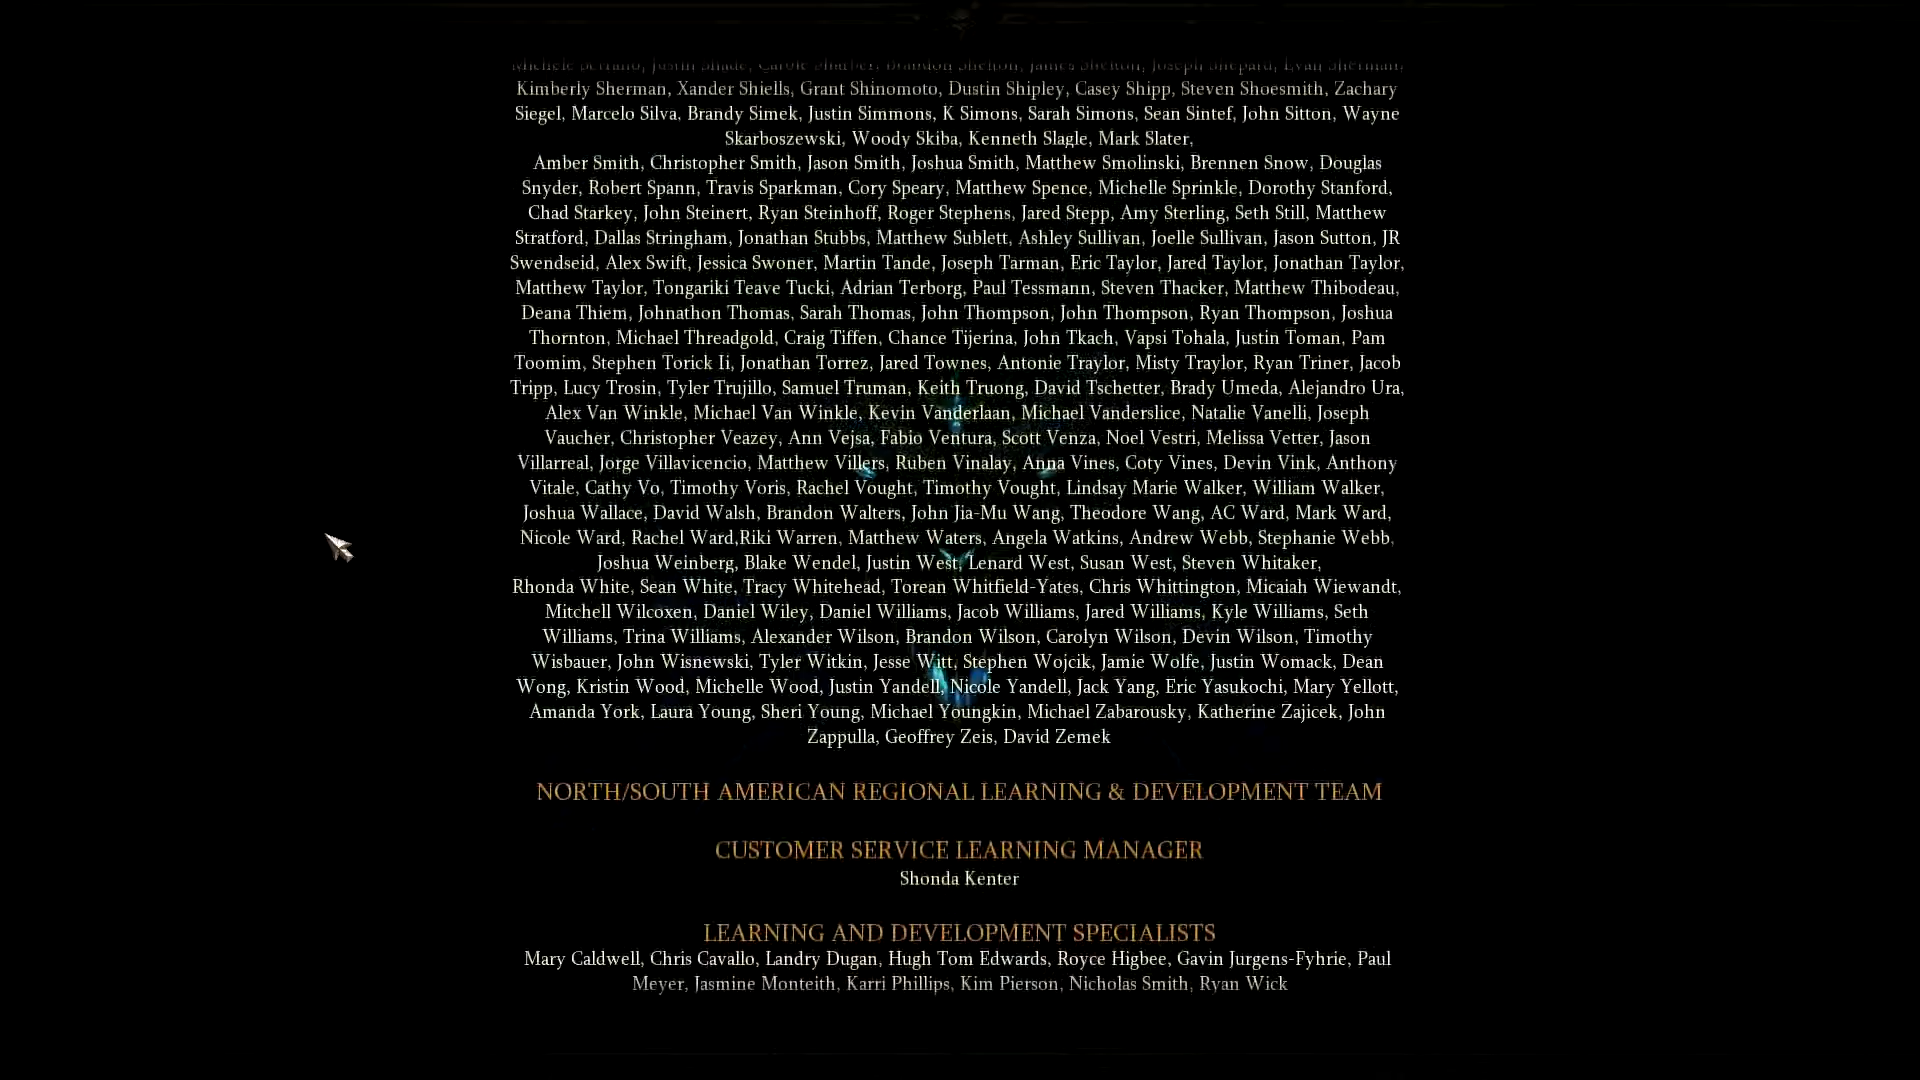 Michele Serrano, Justin Shade, Carole Sharber, Brandon Shelton, James Shelton, Joseph Shepard, Evan Sherman,
Kimberly Sherman, Xander Shiells, Grant Shinomoto, Dustin Shipley, Casey Shipp, Steven Shoesmith, Zachary
Siegel, Marcelo Silva, Brandy Simek, Justin Simmons, K Simons, Sarah Simons, Sean Sintef, John Sitton, Wayne
Skarboszewski, Woody Skiba, Kenneth Slagle, Mark Slater,
Amber Smith, Christopher Smith, Jason Smith, Joshua Smith, Matthew Smolinski, Brennen Snow, Douglas
Snyder, Robert Spann, Travis Sparkman, Cory Speary, Matthew Spence, Michelle Sprinkle, Dorothy Stanford,
Chad Starkey, John Steinert, Ryan Steinhoff, Roger Stephens, Jared Stepp, Amy Sterling, Seth Still, Matthew
Stratford, Dallas Stringham, Jonathan Stubbs, Matthew Sublett, Ashley Sullivan, Joelle Sullivan, Jason Sutton, JR
Swendseid, Alex Swift, Jessica Swoner, Martin Tande, Joseph Tarman, Eric Taylor, Jared Taylor, Jonathan Taylor,
Matthew Taylor, Tongariki Teave Tucki, Adrian Terborg, Paul Tessmann, Steven Thacker, Matthew Thibodeau,
Deana Thiem, Johnathon Thomas, Sarah Thomas, John Thompson, John Thompson, Ryan Thompson, Joshua
Thornton, Michael Threadgold, Craig Tiffen, Chance Tijerina, John Tkach, Vapsi Tohala, Justin Toman, Pam
Toomim, Stephen Torick Ii, Jonathan Torrez, Jared Townes, Antonie Traylor, Misty Traylor, Ryan Triner, Jacob
Tripp, Lucy Trosin, Tyler Trujillo, Samuel Truman, Keith Truong, David Tschetter, Brady Umeda, Alejandro Ura,
Alex Van Winkle, Michael Van Winkle, Kevin Vanderlaan, Michael Vanderslice, Natalie Vanelli, Joseph
Vaucher, Christopher Veazey, Ann Vejsa, Fabio Ventura, Scott Venza, Noel Vestri, Melissa Vetter, Jason
Villarreal, Jorge Villavicencio, Matthew Villers, Ruben Vinalay, Anna Vines, Coty Vines, Devin Vink, Anthony
Vitale, Cathy Vo, Timothy Voris, Rachel Vought, Timothy Vought, Lindsay Marie Walker, William Walker,
Joshua Wallace, David Walsh, Brandon Walters, John Jia-Mu Wang, Theodore Wang, AC Ward, Mark Ward,
Nicole Ward, Rachel Ward,Riki Warren, Matthew Waters, Angela Watkins, Andrew Webb, Stephanie Webb,
Joshua Weinberg, Blake Wendel, Justin West, Lenard West, Susan West, Steven Whitaker,
Rhonda White, Sean White, Tracy Whitehead, Torean Whitfield-Yates, Chris Whittington, Micaiah Wiewandt,
Mitchell Wilcoxen, Daniel Wiley, Daniel Williams, Jacob Williams, Jared Williams, Kyle Williams, Seth
Williams, Trina Williams, Alexander Wilson, Brandon Wilson, Carolyn Wilson, Devin Wilson, Timothy
Wisbauer, John Wisnewski, Tyler Witkin, Jesse Witt, Stephen Wojcik, Jamie Wolfe, Justin Womack, Dean
Wong, Kristin Wood, Michelle Wood, Justin Yandell, Nicole Yandell, Jack Yang, Eric Yasukochi, Mary Yellott,
Amanda York, Laura Young, Sheri Young, Michael Youngkin, Michael Zabarousky, Katherine Zajicek, John
Zappulla, Geoffrey Zeis, David Zemek
NORTH/SOUTH AMERICAN REGIONAL LEARNING & DEVELOPMENT TEAM
CUSTOMER SERVICE LEARNING MANAGER
Shonda Kenter
LEARNING AND DEVELOPMENT SPECIALISTS
Mary Caldwell, Chris Cavallo, Landry Dugan, Hugh Tom Edwards, Royce Higbee, Gavin Jurgens-Fyhrie, Paul
Meyer, Jasmine Monteith, Karri Phillips, Kim Pierson, Nicholas Smith, Ryan Wick